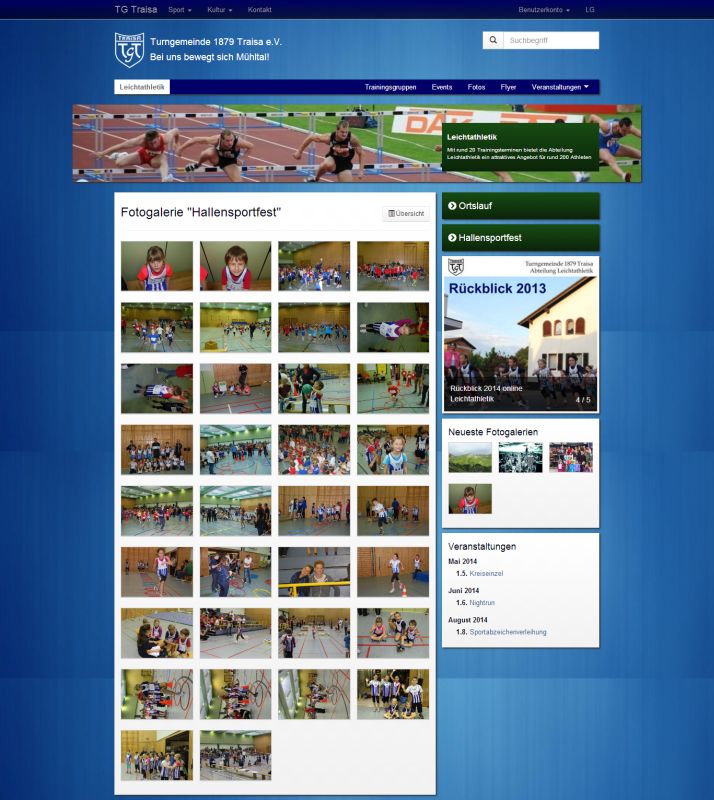 TG Traisa Sport Kultur Kontakt Benutzerkonto LG
TRAISA
TGT
Turngemeinde 1879 Traisa e.V.
Bei uns bewegt sich Mühltal!
Suchbegriff
Leichtathletik Trainingsgruppen Events Fotos Flyer Veranstaltungen
DAK
Leichtathletik
Mit rund 20 Trainingsterminen bietet die Abteilung
Leichtathletik ein attraktives Angebot für rund 200 Athleten
Fotogalerie "Hallensportfest"
Übersicht
Ortslauf
Hallensportfest
Turngemeinde 1879 Traisa
Abteilung Leichtathletik
Rückblick 2013
Rückblick 2014 online
Leichtathletik
4 / 5
Neueste Fotogalerien
Veranstaltungen
Mai 2014
1.5. Kreiseinzel
Juni 2014
1.6. Nightrun
August 2014
1.8. Sportabzeichenverleihung